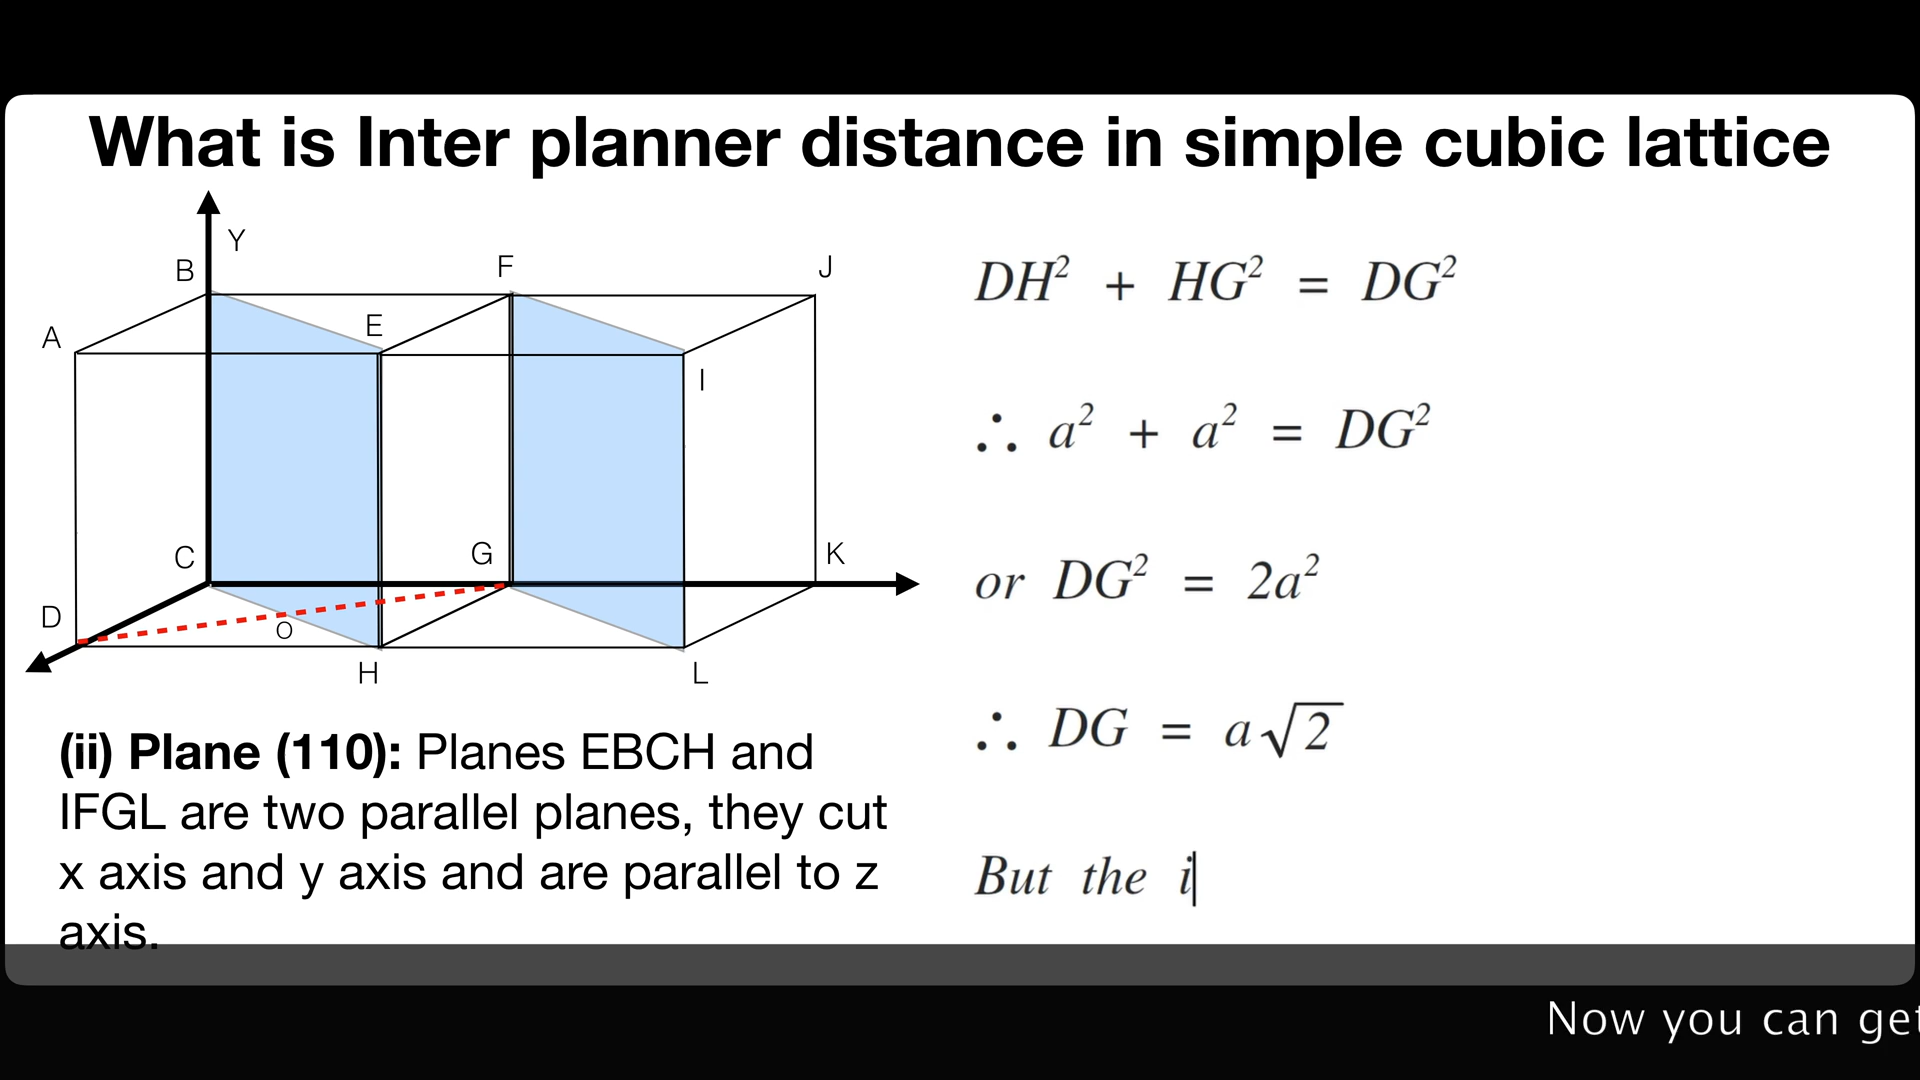 What is Inter planner distance in simple cubic lattice
Y
B
F
J
A
E
I
C
G
K
D
O
H
L
(ii) Plane (110): Planes EBCH and
IFGL are two parallel planes, they cut
x axis and y axis and are parallel to z
axis.
DH² + HG² = DG²
∴ a² + a² = DG²
or DG² = 2a²
∴ DG = a√2
But the i
Now you can get